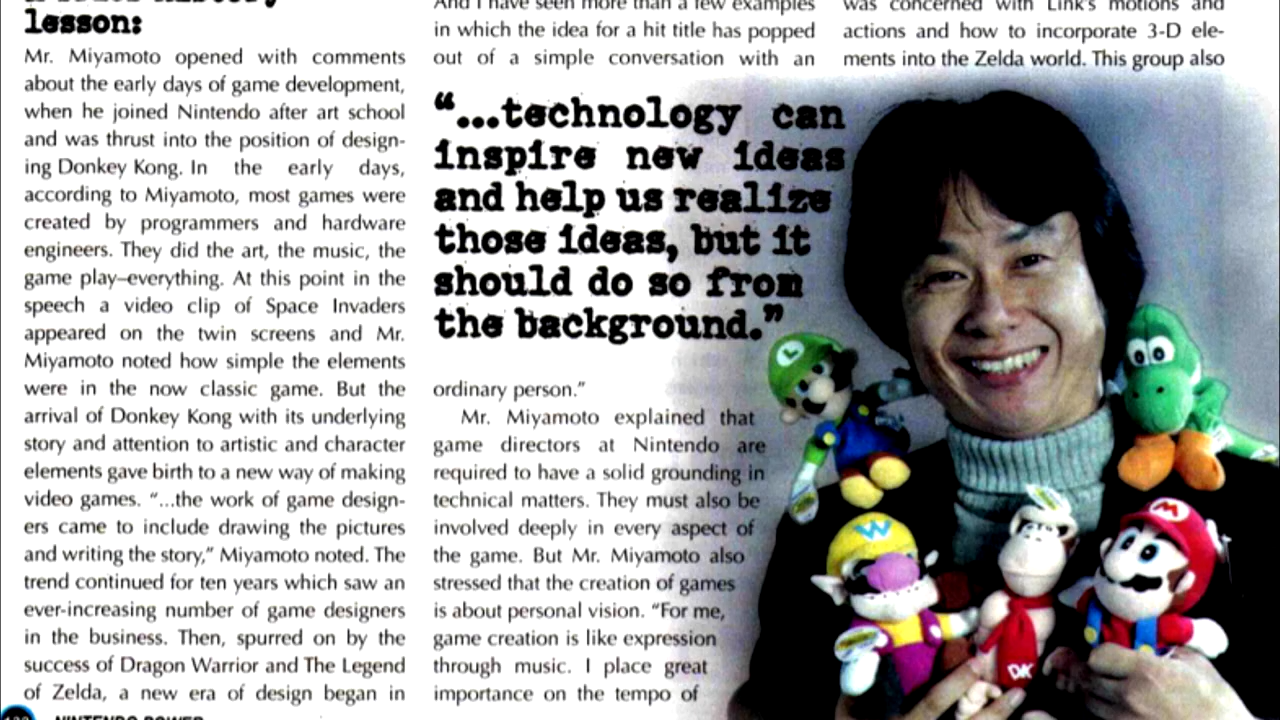 lesson:
Mr. Miyamoto opened with comments
about the early days of game development,
when he joined Nintendo after art school
and was thrust into the position of design-
ing Donkey Kong. In the early days,
according to Miyamoto, most games were
created by programmers and hardware
engineers. They did the art, the music, the
game play—everything. At this point in the
speech a video clip of Space Invaders
appeared on the twin screens and Mr.
Miyamoto noted how simple the elements
were in the now classic game. But the
arrival of Donkey Kong with its underlying
story and attention to artistic and character
elements gave birth to a new way of making
video games. “...the work of game design-
ers came to include drawing the pictures
and writing the story,” Miyamoto noted. The
trend continued for ten years which saw an
ever-increasing number of game designers
in the business. Then, spurred on by the
success of Dragon Warrior and The Legend
of Zelda, a new era of design began in
NINTENDO POWER
And I have seen more than a few examples
in which the idea for a hit title has popped
out of a simple conversation with an
“...technology can
inspire new ideas
and help us realize
those ideas, but it
should do so from
the background.”
ordinary person.”
Mr. Miyamoto explained that
game directors at Nintendo are
required to have a solid grounding in
technical matters. They must also be
involved deeply in every aspect of
the game. But Mr. Miyamoto also
stressed that the creation of games
is about personal vision. “For me,
game creation is like expression
through music. I place great
importance on the tempo of
was concerned with Link's motions and
actions and how to incorporate 3-D ele-
ments into the Zelda world. This group also
L
W
DK
M